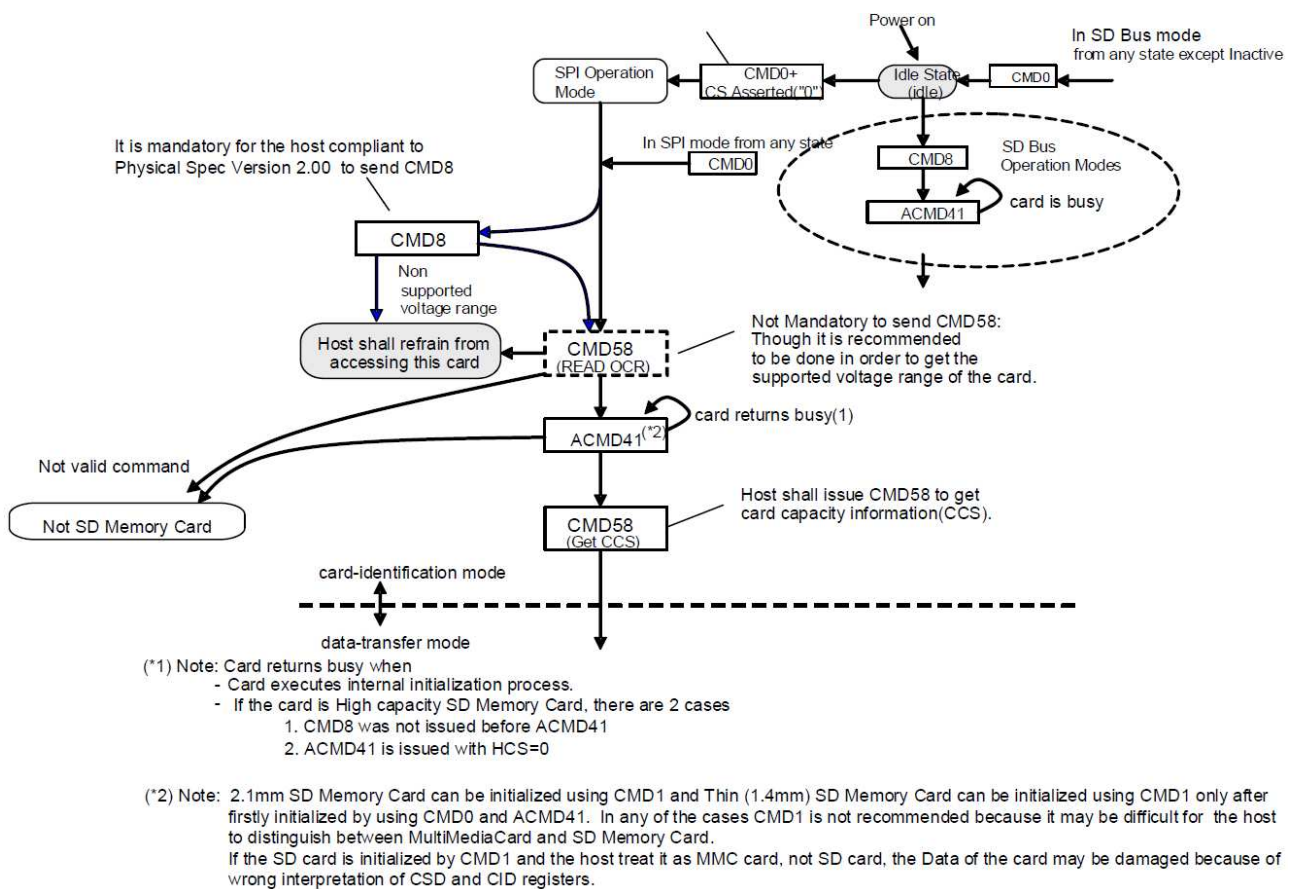 Power on
In SD Bus mode
from any state except Inactive
SPI Operation
Mode
CMD0+
CS Asserted("0")
Idle State
(idle)
CMD0
It is mandatory for the host compliant to
Physical Spec Version 2.00 to send CMD8
In SPI mode from any state
CMD0
CMD8
SD Bus
Operation Modes
ACMD41
card is busy
CMD8
Non
supported
voltage range
Host shall refrain from
accessing this card
CMD58
(READ OCR)
Not Mandatory to send CMD58:
Though it is recommended
to be done in order to get the
supported voltage range of the card.
ACMD41(*2)
card returns busy(1)
Not valid command
Not SD Memory Card
CMD58
(Get CCS)
Host shall issue CMD58 to get
card capacity information(CCS).
card-identification mode
data-transfer mode
(*1) Note: Card returns busy when
- Card executes internal initialization process.
- If the card is High capacity SD Memory Card, there are 2 cases
1. CMD8 was not issued before ACMD41
2. ACMD41 is issued with HCS=0
(*2) Note: 2.1mm SD Memory Card can be initialized using CMD1 and Thin (1.4mm) SD Memory Card can be initialized using CMD1 only after
firstly initialized by using CMD0 and ACMD41. In any of the cases CMD1 is not recommended because it may be difficult for the host
to distinguish between MultiMediaCard and SD Memory Card.
If the SD card is initialized by CMD1 and the host treat it as MMC card, not SD card, the Data of the card may be damaged because of
wrong interpretation of CSD and CID registers.